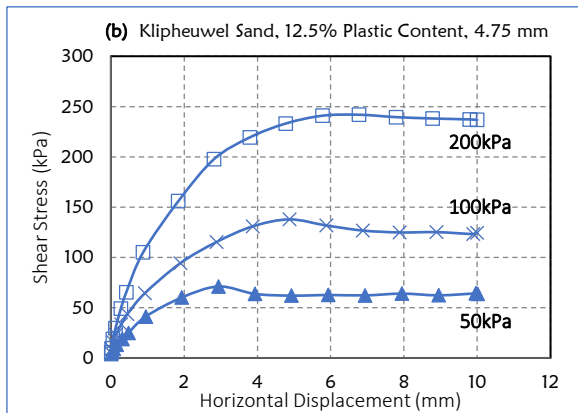 (b) Klipheuwel Sand, 12.5% Plastic Content, 4.75 mm
300
250
200
150
100
50
0
Shear Stress (kPa)
200kPa
100kPa
50kPa
0 2 4 6 8 10 12
Horizontal Displacement (mm)